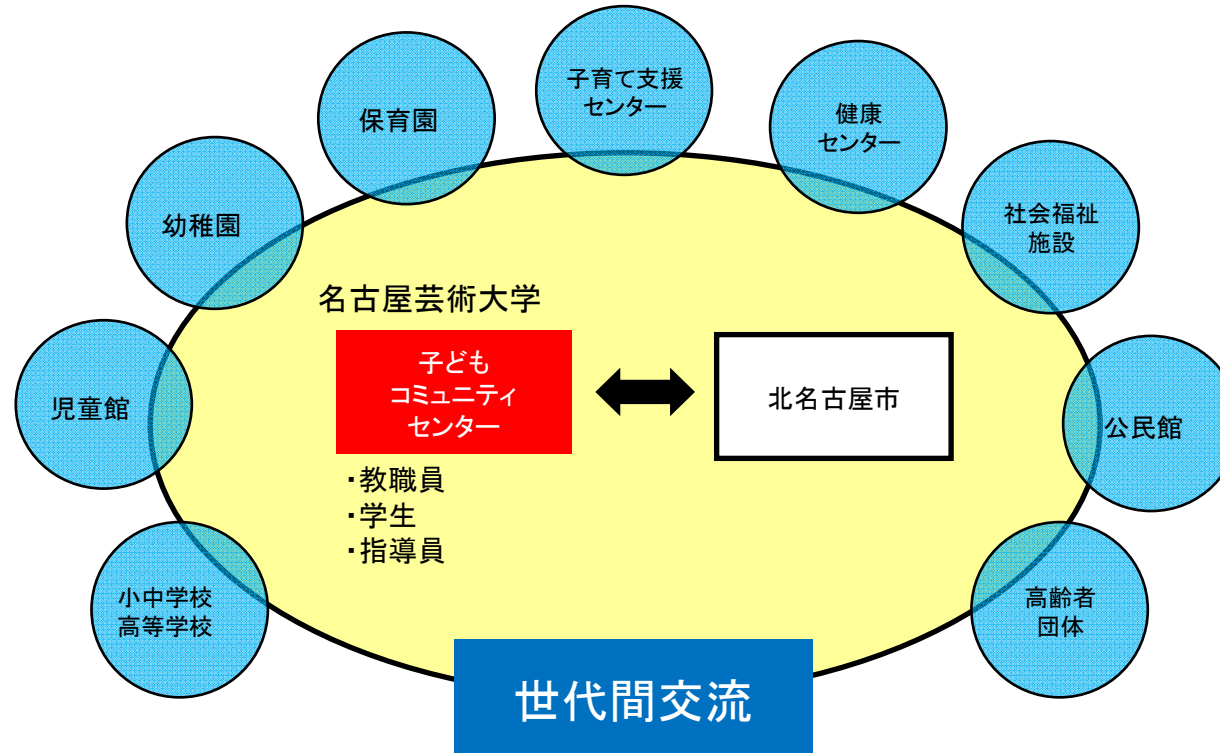 子育て支援
センター
保育園
健康
センター
幼稚園
社会福祉
施設
名古屋芸術大学
子ども
コミュニティ
センター
北名古屋市
児童館
公民館
・教職員
・学生
・指導員
小中学校
高等学校
高齢者
団体
世代間交流